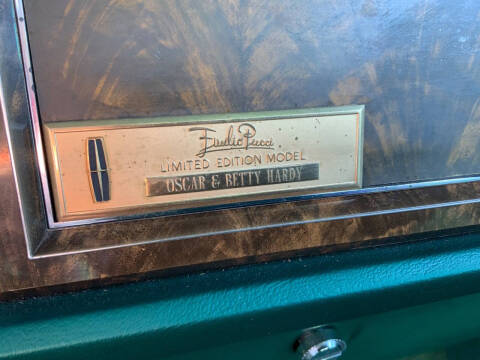 Emilio Pucci
LIMITED EDITION MODEL
OSCAR & BETTY HARDY